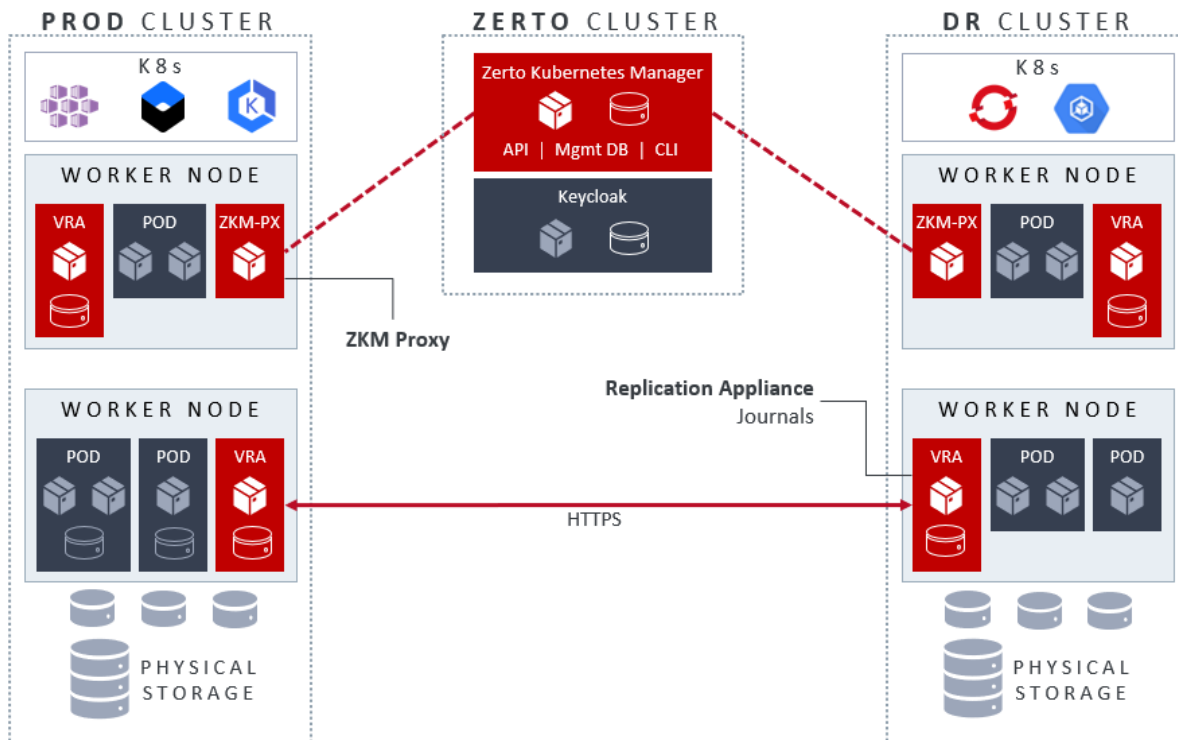 PROD CLUSTER
K8s
K
WORKER NODE
VRA
POD
ZKM-PX
ZKM Proxy
WORKER NODE
POD
POD
VRA
PHYSICAL
STORAGE
ZERTO CLUSTER
Zerto Kubernetes Manager
API | Mgmt DB | CLI
Keycloak
Replication Appliance
Journals
HTTPS
DR CLUSTER
K8s
WORKER NODE
ZKM-PX
POD
VRA
WORKER NODE
VRA
POD
POD
PHYSICAL
STORAGE